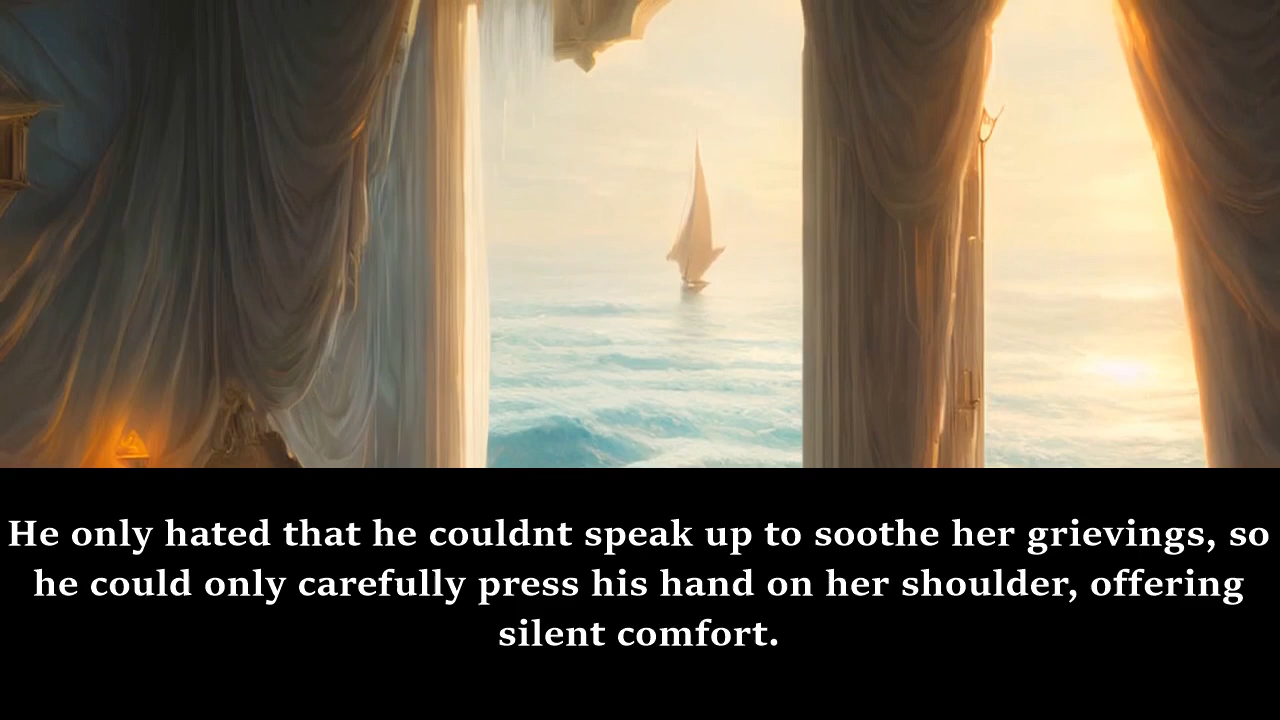 He only hated that he couldnt speak up to soothe her grievings, so
he could only carefully press his hand on her shoulder, offering
silent comfort.